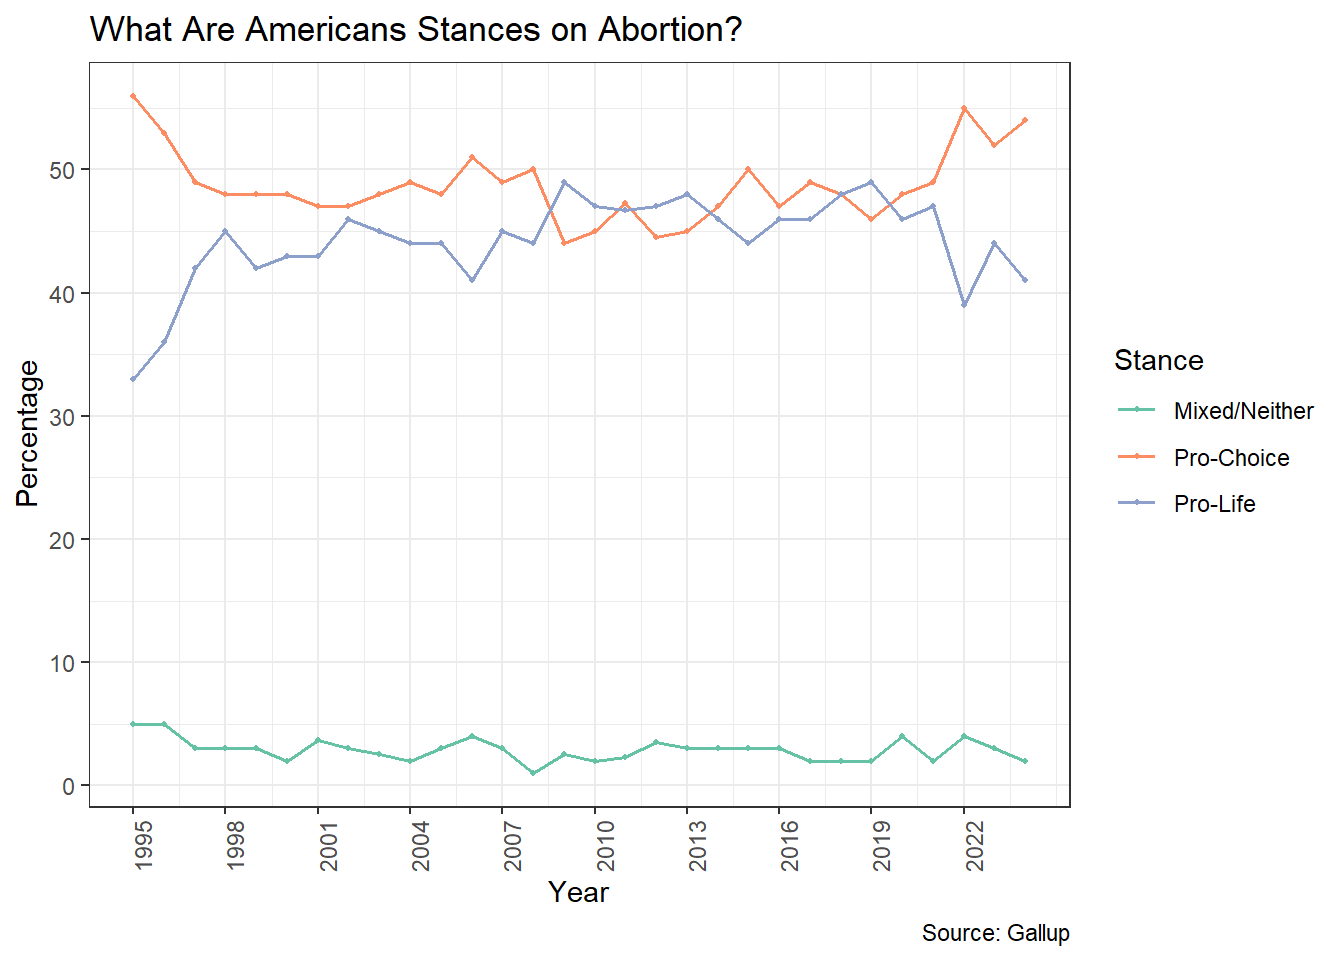 What Are Americans Stances on Abortion?
Percentage
50
40
30
20
10
0
1995
1998
2001
2004
2007
2010
2013
2016
2019
2022
Year
Stance
Mixed/Neither
Pro-Choice
Pro-Life
Source: Gallup